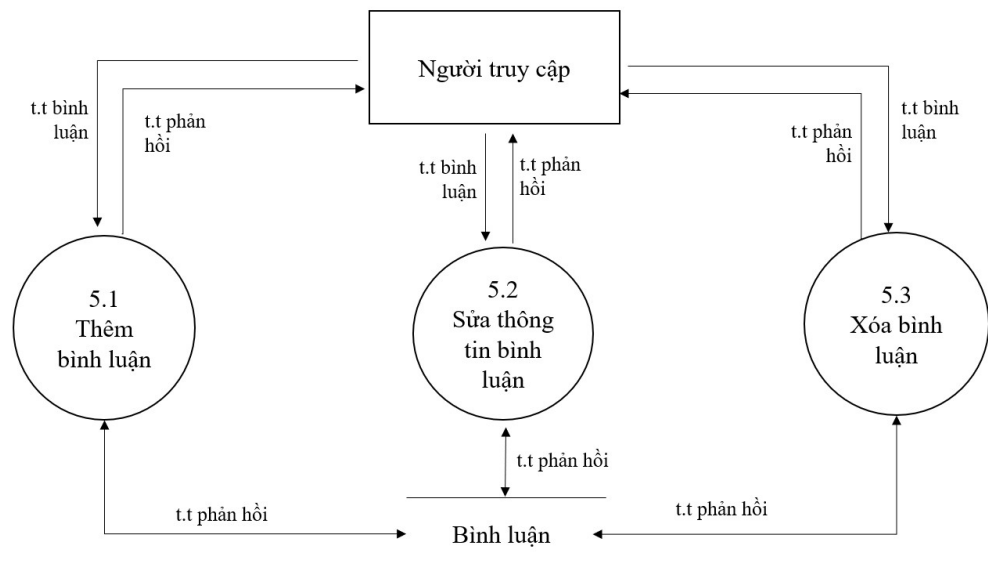 Người truy cập
t.t bình
luận
t.t phản
hồi
t.t bình
luận
t.t phản
hồi
t.t phản
hồi
t.t bình
luận
5.1
Thêm
bình luận
5.2
Sửa thông
tin bình
luận
5.3
Xóa bình
luận
t.t phản hồi
t.t phản hồi
t.t phản hồi
Bình luận